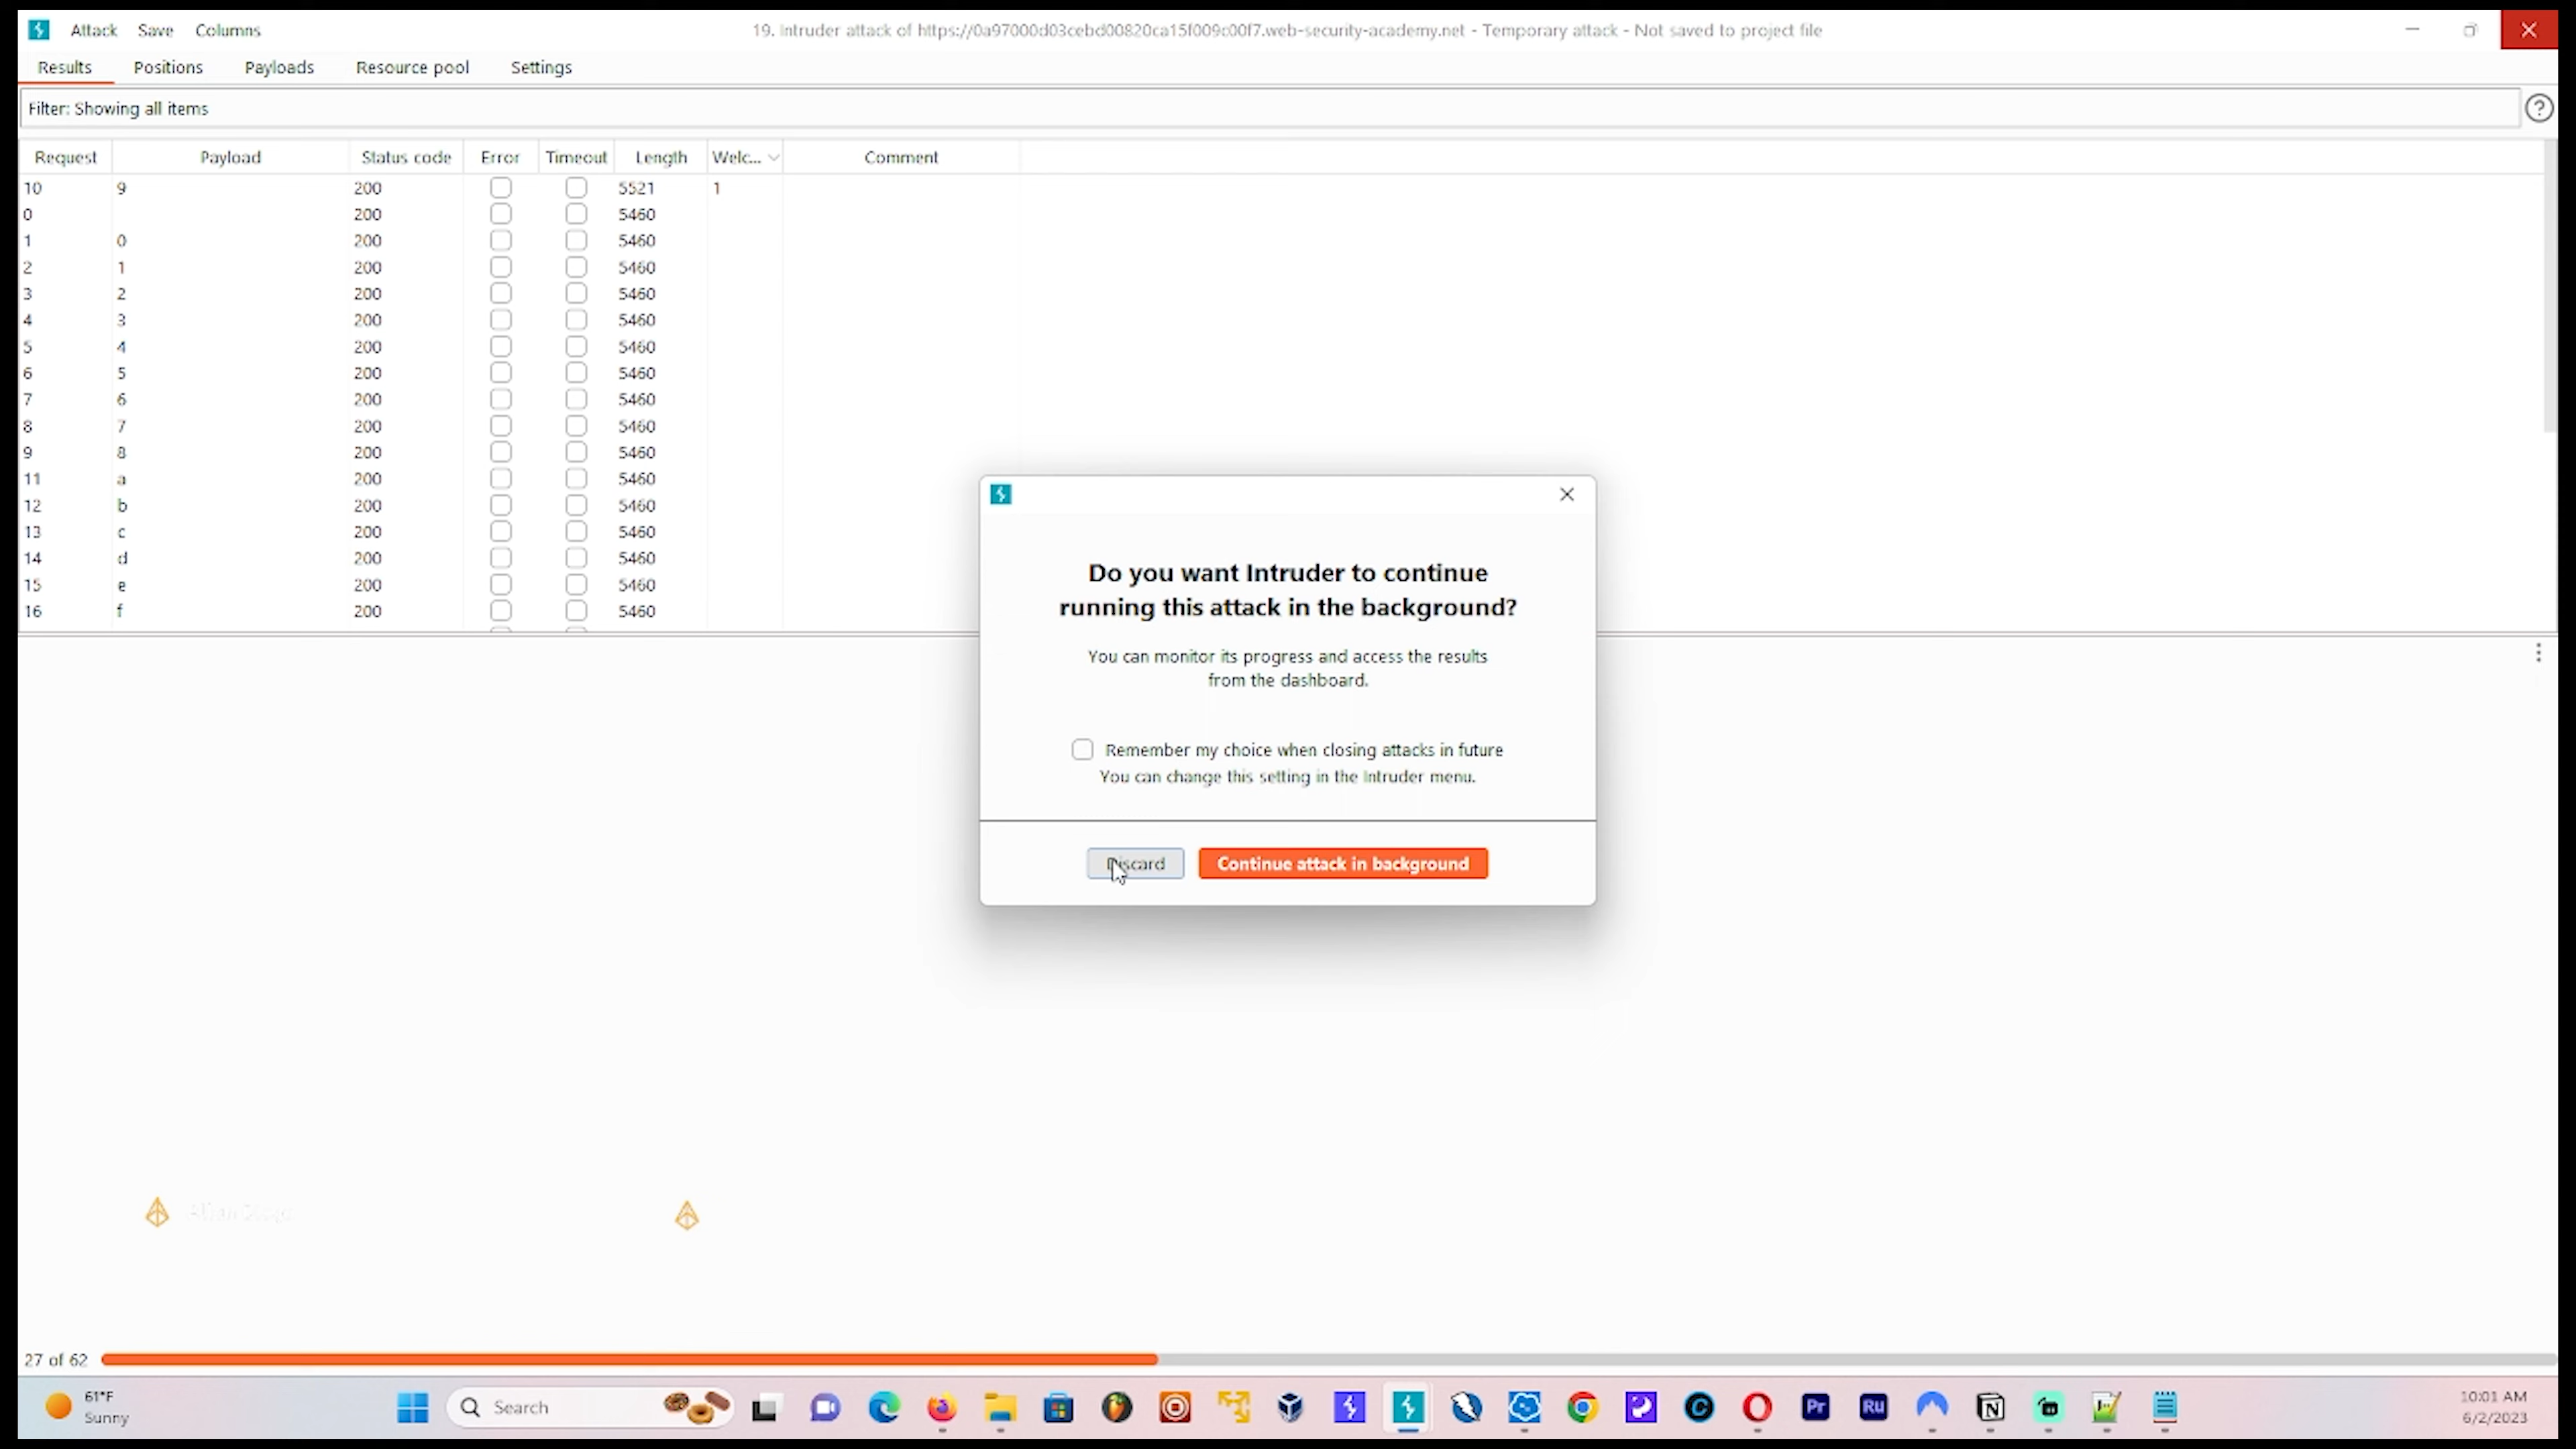 Attack Save Columns 19. Intruder attack of https://0a97000d03cebd00820ca15f009c00f7.web-security-academy.net - Temporary attack - Not saved to project file
Results Positions Payloads Resource pool Settings
Filter: Showing all items
Request Payload Status code Error Timeout Length Welc... Comment
10 9 200 5521 1
0 200 5460
1 0 200 5460
2 1 200 5460
3 2 200 5460
4 3 200 5460
5 4 200 5460
6 5 200 5460
7 6 200 5460
8 7 200 5460
9 8 200 5460
11 a 200 5460
12 b 200 5460
13 c 200 5460
14 d 200 5460
15 e 200 5460
16 f 200 5460
Do you want Intruder to continue
running this attack in the background?
You can monitor its progress and access the results
from the dashboard.
Remember my choice when closing attacks in future
You can change this setting in the Intruder menu.
Discard Continue attack in background
27 of 62
61°F
Sunny
Search
Pr
Ru
10:01 AM
6/2/2023